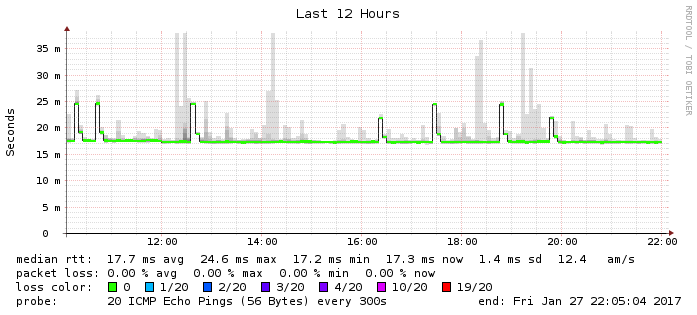 Last 12 Hours
RRDTOOL / TOBI OETIKER
Seconds
35 m
30 m
25 m
20 m
15 m
10 m
5 m
0
12:00 14:00 16:00 18:00 20:00 22:00
median rtt: 17.7 ms avg 24.6 ms max 17.2 ms min 17.3 ms now 1.4 ms sd 12.4 am/s
packet loss: 0.00 % avg 0.00 % max 0.00 % min 0.00 % now
loss color: 0 1/20 2/20 3/20 4/20 10/20 19/20
probe: 20 ICMP Echo Pings (56 Bytes) every 300s end: Fri Jan 27 22:05:04 2017